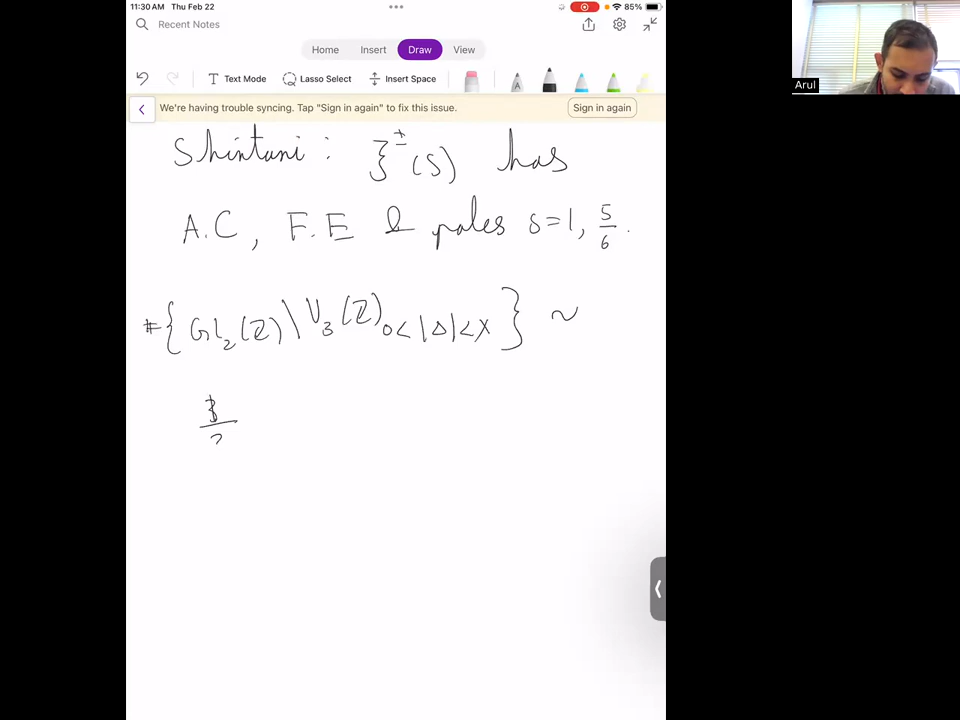 11:30 AM Thu Feb 22
85%
Recent Notes
Home Insert Draw View
Text Mode Lasso Select Insert Space
We're having trouble syncing. Tap "Sign in again" to fix this issue. Sign in again
Arul
Shintani : ξ^±(s) has
A.C, F.E & poles s=1, 5/6.
#{GL₂(ℤ)\V₃(ℤ)₀<|Δ|<X} ~